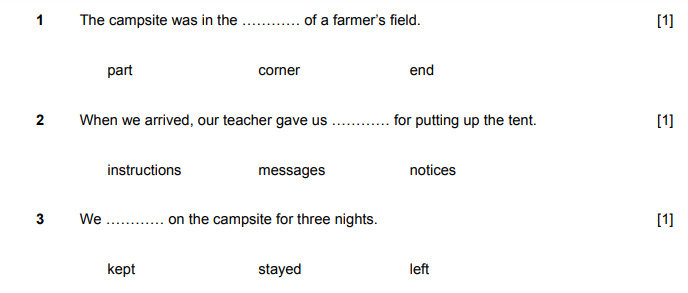 1 The campsite was in the ………… of a farmer’s field. [1]
part corner end
2 When we arrived, our teacher gave us ………… for putting up the tent. [1]
instructions messages notices
3 We ………… on the campsite for three nights. [1]
kept stayed left